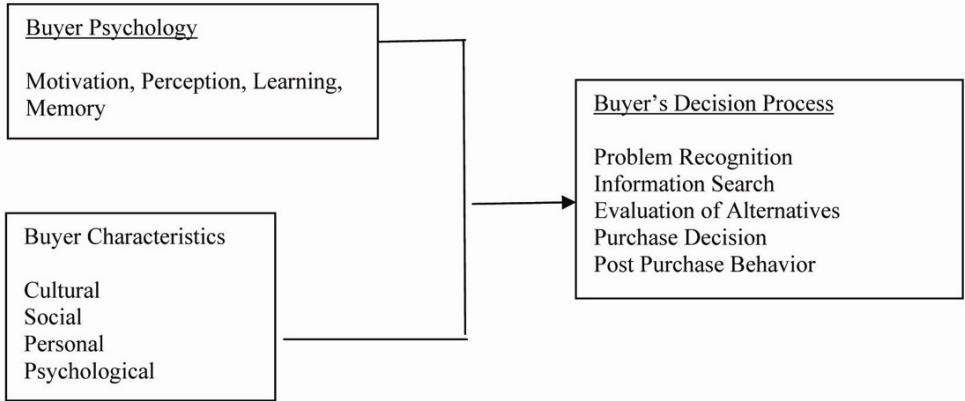 Buyer Psychology
Motivation, Perception, Learning,
Memory
Buyer Characteristics
Cultural
Social
Personal
Psychological
Buyer’s Decision Process
Problem Recognition
Information Search
Evaluation of Alternatives
Purchase Decision
Post Purchase Behavior